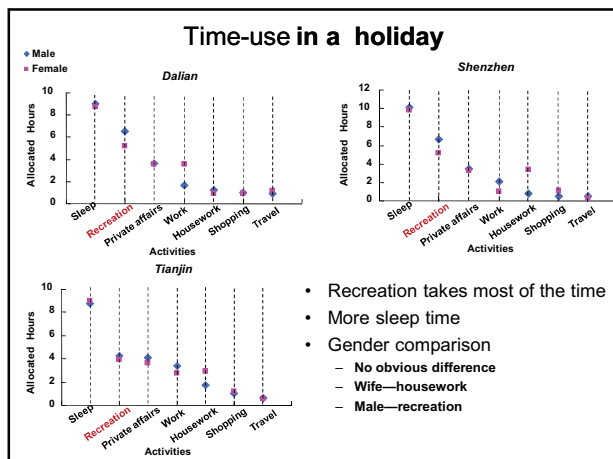 Time-use in a holiday
Male
Female
Dalian
Allocated Hours
10
8
6
4
2
0
Sleep
Recreation
Private affairs
Work
Housework
Shopping
Travel
Activities
Shenzhen
Allocated Hours
12
10
8
6
4
2
0
Sleep
Recreation
Private affairs
Work
Housework
Shopping
Travel
Activities
Tianjin
Allocated Hours
10
8
6
4
2
0
Sleep
Recreation
Private affairs
Work
Housework
Shopping
Travel
Activities
• Recreation takes most of the time
• More sleep time
• Gender comparison
– No obvious difference
– Wife—housework
– Male—recreation